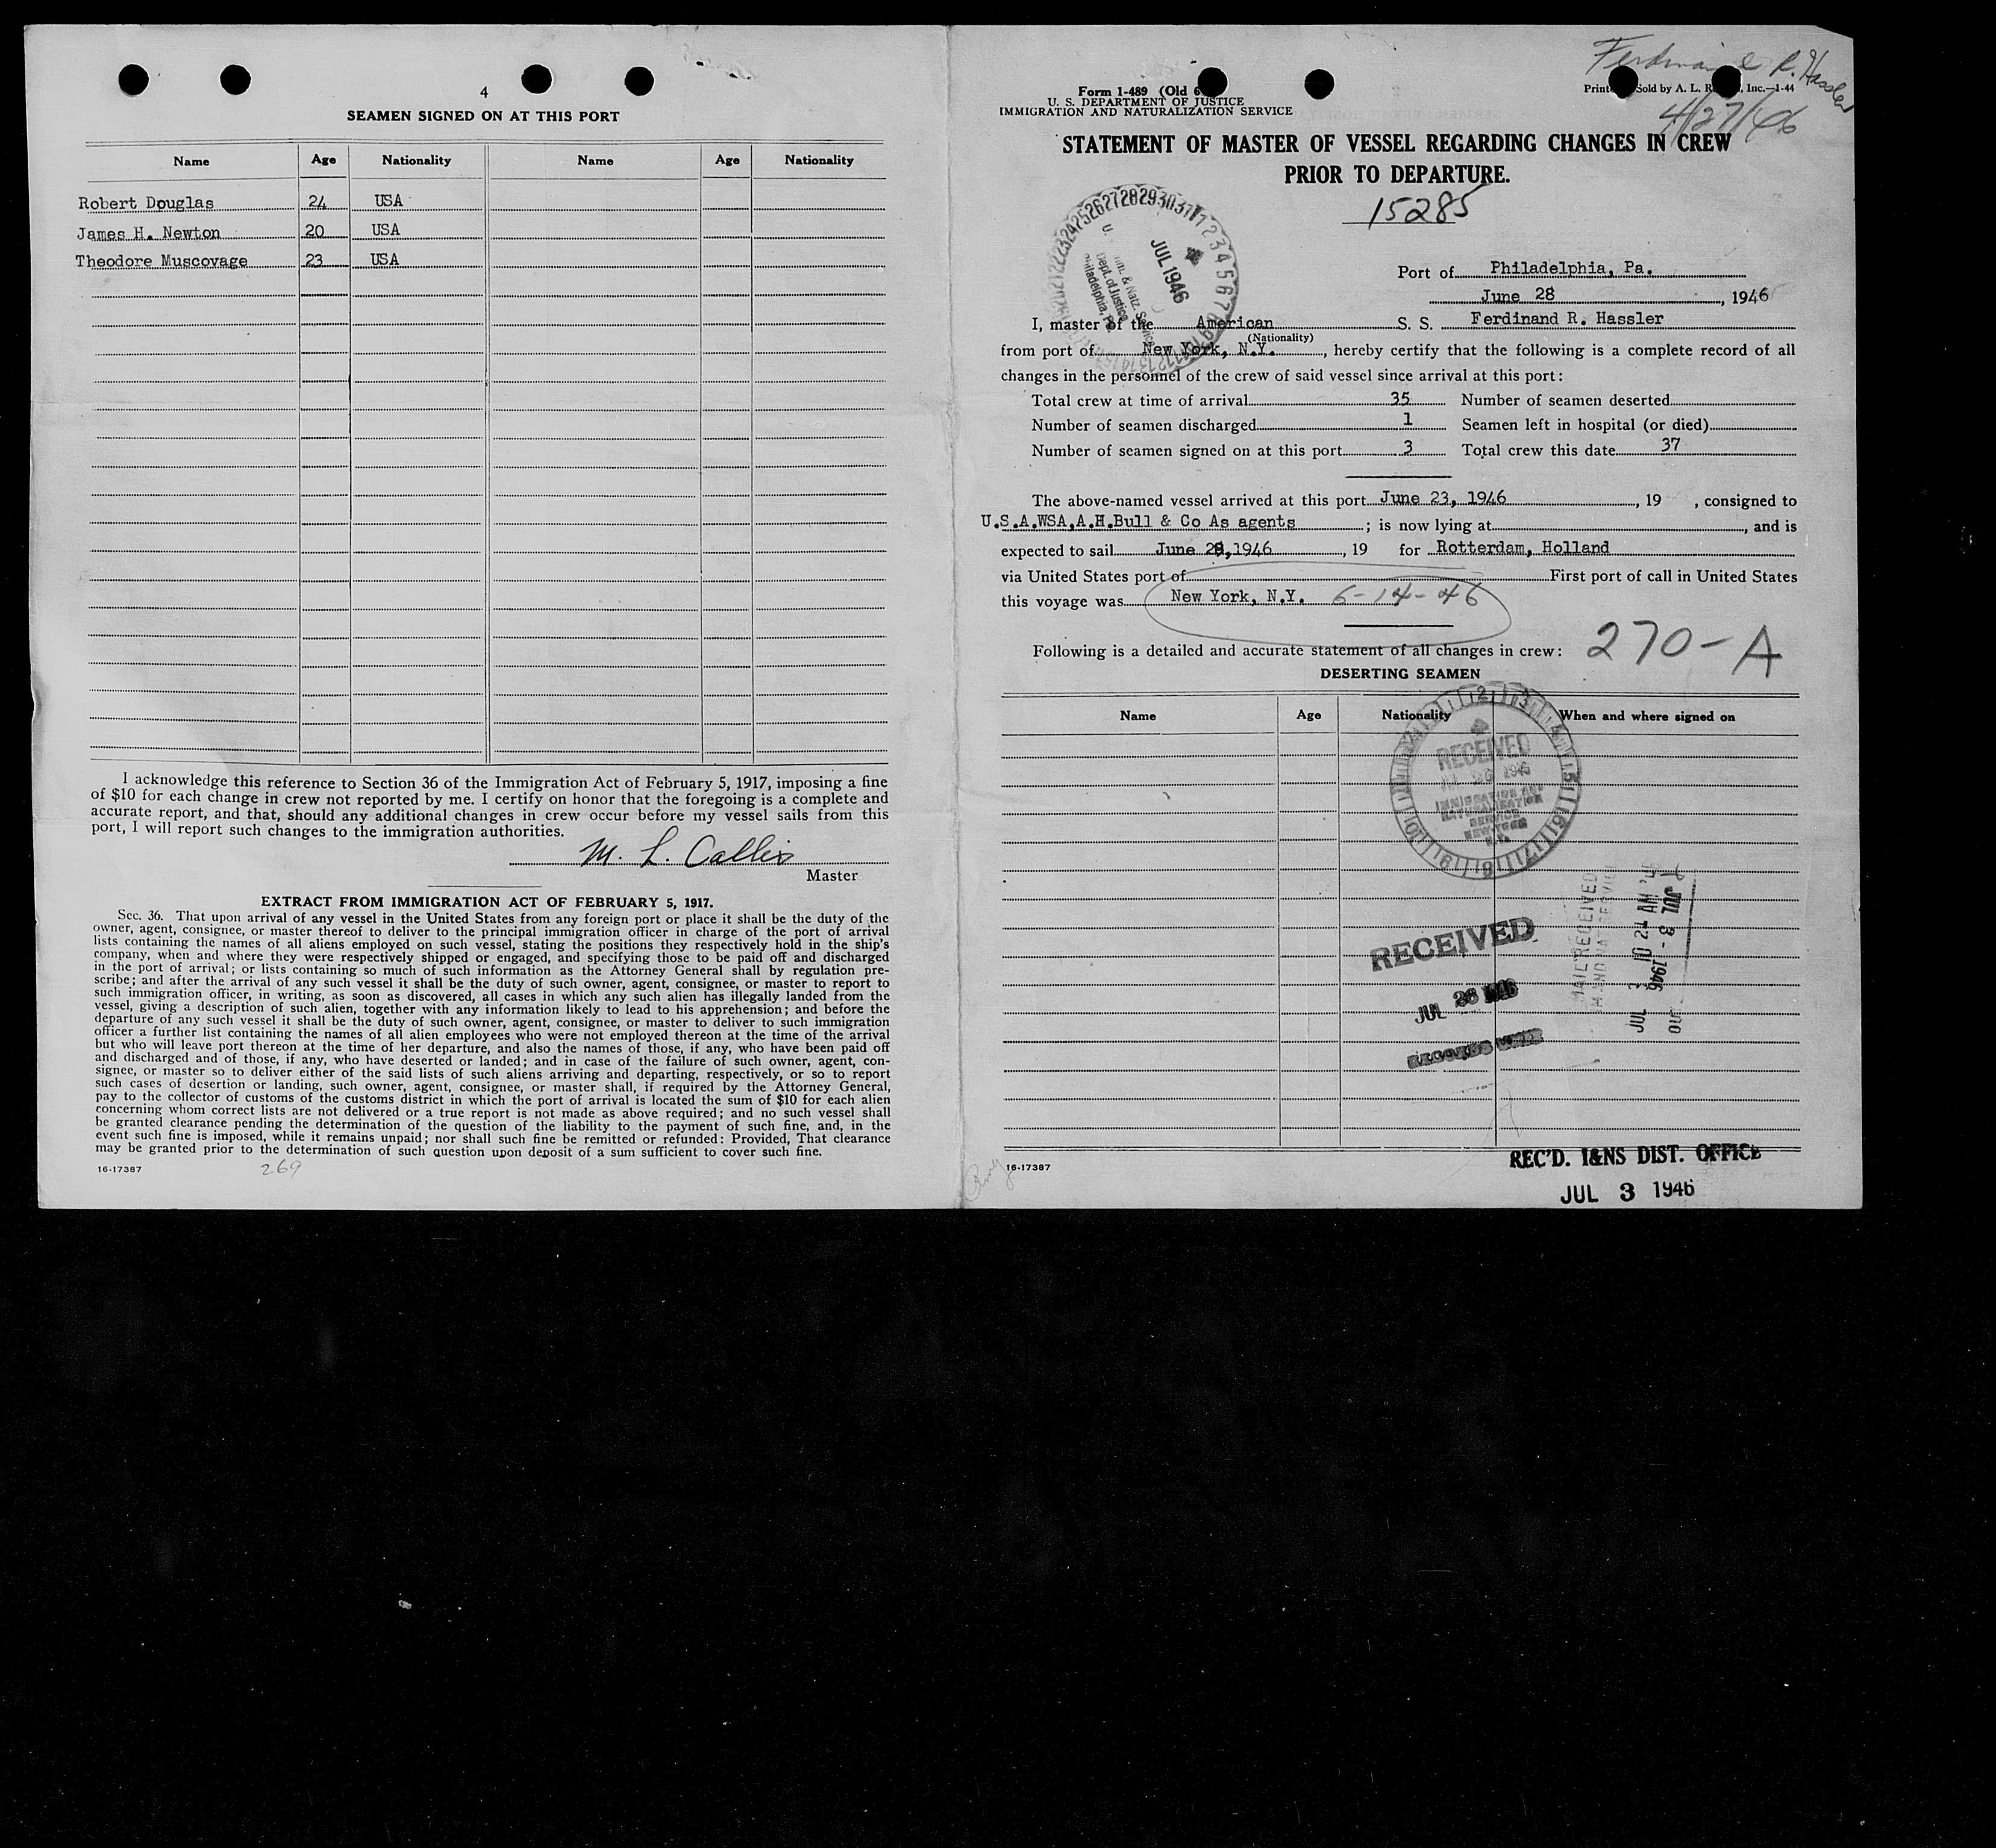 4
SEAMEN SIGNED ON AT THIS PORT
Name Age Nationality Name Age Nationality
Robert Douglas 24 USA
James H. Newton 20 USA
Theodore Muscovage 23 USA
I acknowledge this reference to Section 36 of the Immigration Act of February 5, 1917, imposing a fine
of $10 for each change in crew not reported by me. I certify on honor that the foregoing is a complete and
accurate report, and that, should any additional changes in crew occur before my vessel sails from this
port, I will report such changes to the immigration authorities.
M. L. Callis
Master
EXTRACT FROM IMMIGRATION ACT OF FEBRUARY 5, 1917.
Sec. 36. That upon arrival of any vessel in the United States from any foreign port or place it shall be the duty of the
owner, agent, consignee, or master thereof to deliver to the principal immigration officer in charge of the port of arrival
lists containing the names of all aliens employed on such vessel, stating the positions they respectively hold in the ship's
company, when and where they were respectively shipped or engaged, and specifying those to be paid off and discharged
in the port of arrival; or lists containing so much of such information as the Attorney General shall by regulation pre-
scribe; and after the arrival of any such vessel it shall be the duty of such owner, agent, consignee, or master to report to
such immigration officer, in writing, as soon as discovered, all cases in which any such alien has illegally landed from the
vessel, giving a description of such alien, together with any information likely to lead to his apprehension; and before the
departure of any such vessel it shall be the duty of such owner, agent, consignee, or master to deliver to such immigration
officer a further list containing the names of all alien employees who were not employed thereon at the time of the arrival
but who will leave port thereon at the time of her departure, and also the names of those, if any, who have been paid off
and discharged and of those, if any, who have deserted or landed; and in case of the failure of such owner, agent, con-
signee, or master so to deliver either of the said lists of such aliens arriving and departing, respectively, or so to report
such cases of desertion or landing, such owner, agent, consignee, or master shall, if required by the Attorney General,
pay to the collector of customs of the customs district in which the port of arrival is located the sum of $10 for each alien
concerning whom correct lists are not delivered or a true report is not made as above required; and no such vessel shall
be granted clearance pending the determination of the question of the liability to the payment of such fine, and, in the
event such fine is imposed, while it remains unpaid; nor shall such fine be remitted or refunded: Provided, That clearance
may be granted prior to the determination of such question upon deposit of a sum sufficient to cover such fine.
16-17387 269
Ferdinand R. Hassler
4/27/46
Form 1-489 (Old 6
Sold by A. L. Inc.—1-44
U. S. DEPARTMENT OF JUSTICE
IMMIGRATION AND NATURALIZATION SERVICE
STATEMENT OF MASTER OF VESSEL REGARDING CHANGES IN CREW
PRIOR TO DEPARTURE.
15285
JUL 1946
Port of Philadelphia, Pa.
June 28, 1946
I, master of the American S. S. Ferdinand R. Hassler
(Nationality)
from port of New York, N.Y., hereby certify that the following is a complete record of all
changes in the personnel of the crew of said vessel since arrival at this port:
Total crew at time of arrival 35 Number of seamen deserted
Number of seamen discharged 1 Seamen left in hospital (or died)
Number of seamen signed on at this port 3 Total crew this date 37
The above-named vessel arrived at this port June 23, 1946, 19 , consigned to
U.S.A.WSA,A.H.Bull & Co As agents ; is now lying at , and is
expected to sail June 29,1946, 19 for Rotterdam, Holland
via United States port of First port of call in United States
this voyage was New York, N.Y. 6-14-46
Following is a detailed and accurate statement of all changes in crew: 270-A
DESERTING SEAMEN
Name Age Nationality When and where signed on
RECEIVED
JUL 26 1946
IMMIGRATION AND
NATURALIZATION
SERVICE
NEW YORK
N.Y.
RECEIVED
JUL 26 1946
JUL 3 - 1946
16-17387
REC'D. I&NS DIST. OFFICE
JUL 3 1946